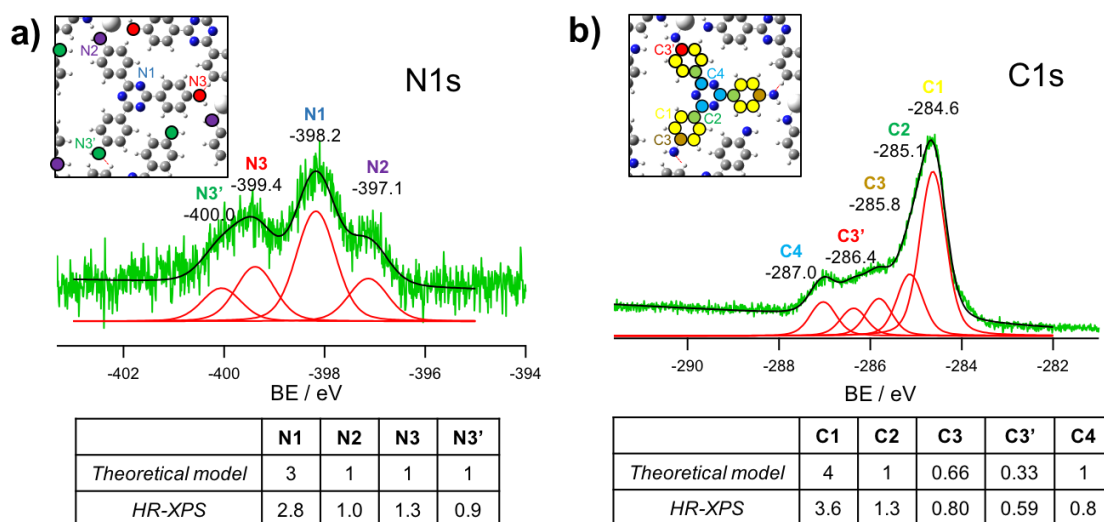 a)
N2
N1
N3
N3'
N1s
N1
-398.2
N3
-399.4
N2
-397.1
N3'
-400.0
-402
-400
-398
-396
-394
BE / eV
N1 N2 N3 N3'
Theoretical model 3 1 1 1
HR-XPS 2.8 1.0 1.3 0.9
b)
C3'
C4
C1
C2
C3
C1s
C1
-284.6
C2
-285.1
C3
-285.8
C3'
-286.4
C4
-287.0
-290
-288
-286
-284
-282
BE / eV
C1 C2 C3 C3' C4
Theoretical model 4 1 0.66 0.33 1
HR-XPS 3.6 1.3 0.80 0.59 0.8